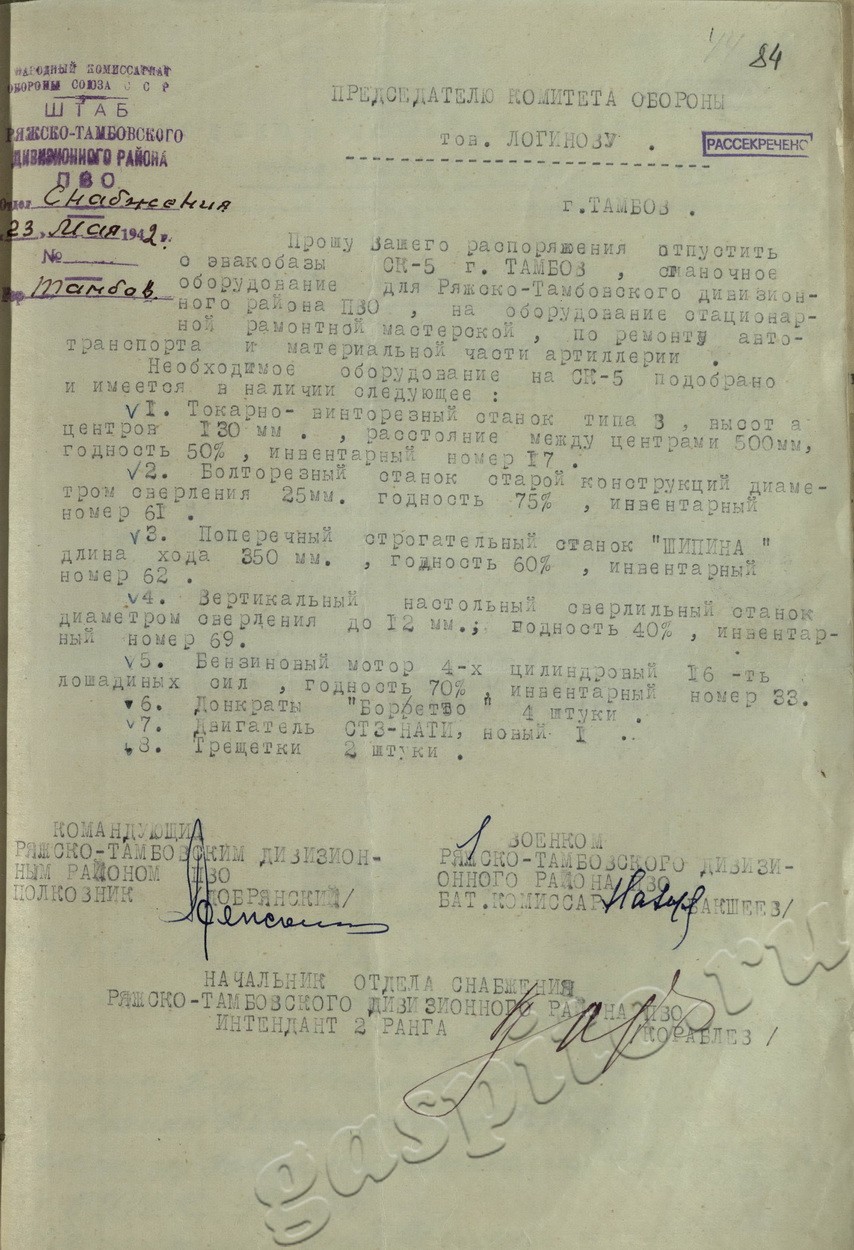 84
НАРОДНЫЙ КОМИССАРИАТ
ОБОРОНЫ СОЮЗА С С Р
ШТАБ
РЯЖСКО-ТАМБОВСКОГО
ДИВИЗИОННОГО РАЙОНА
ПВО
Отдел Снабжения
23 Мая 1942 г.
№
Гор. Тамбов
ПРЕДСЕДАТЕЛЮ КОМИТЕТА ОБОРОНЫ
тов. ЛОГИНОВУ .
РАССЕКРЕЧЕНО
г.ТАМБОВ .
Прошу Вашего распоряжения отпустить
с эвакобазы СК-5 г. ТАМБОВ , станочное
оборудование для Ряжско-Тамбовского дивизион-
ного района ПВО , на оборудование стационар-
ной рамонтной мастерской , по ремонту авто-
транспорта и материальной части артиллерии .
Необходимое оборудование на СК-5 подобрано
и имеется в наличии следующее :
√1. Токарно- винторезный станок типа 3 , высот а
центров 130 мм . , расстояние между центрами 500мм,
годность 50% , инвентарный номер 17 .
√2. Болторезный станок старой конструкций диаме-
тром сверления 25мм. годность 75% , инвентарный
номер 61 .
√3. Поперечный строгательный станок "ШИПИНА "
длина хода 350 мм. , годность 60% , инвентарный
номер 62 .
√4. Вертикальный настольный сверлильный станок
диаметром сверления до 12 мм.; годность 40% , инвентар-
ный номер 69.
√5. Бензиновый мотор 4-х цилиндровый 16 -ть
лошадиных сил , годность 70% , инвентарный номер 33.
√6. Донкраты "Борретво " 4 штуки .
√7. Двигатель СТЗ-НАТИ, новый I ..
√8. Трещетки 2 штуки .
КОМАНДУЮЩИЙ
РЯЖСКО-ТАМБОВСКИМ ДИВИЗИОН-
НЫМ РАЙОНОМ ПВО
ПОЛКОВНИК /ДОБРЯНСКИЙ/
ВОЕНКОМ
РЯЖСКО-ТАМБОВСКОГО ДИВИЗИ-
ОННОГО РАЙОНА ПВО
БАТ.КОМИССАР /БАКШЕЕВ/
НАЧАЛЬНИК ОТДЕЛА СНАБЖЕНИЯ
РЯЖСКО-ТАМБОВСКОГО ДИВИЗИОННОГО РАЙОНА ПВО
ИНТЕНДАНТ 2 РАНГА /КОРАБЛЕВ /
gaspito.ru